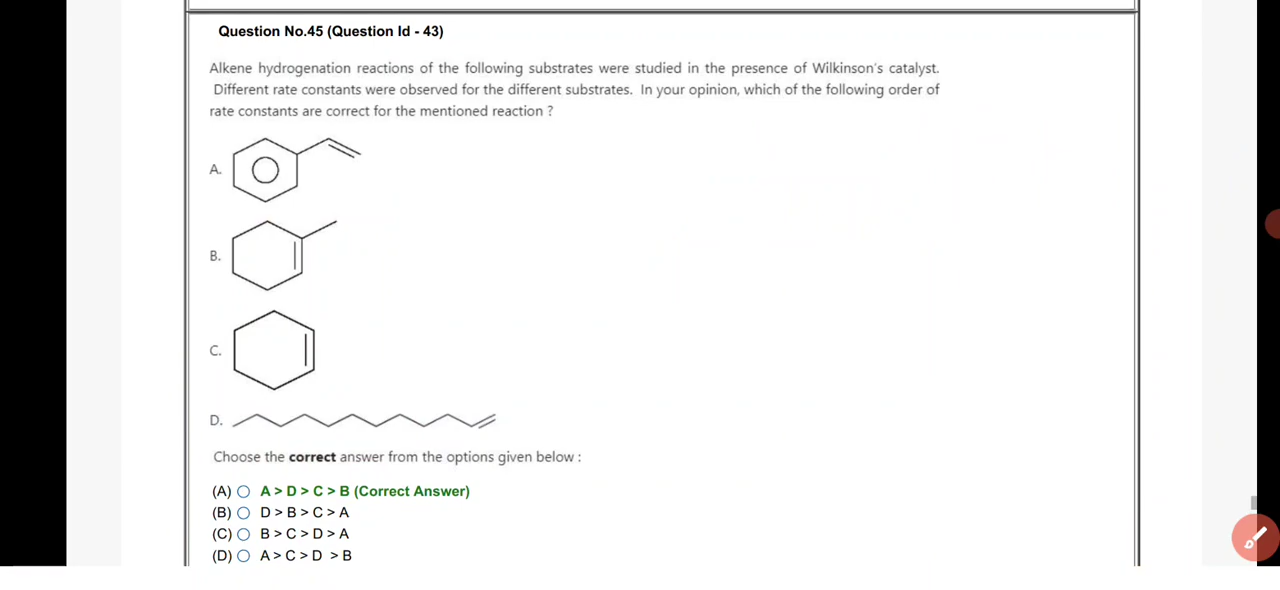 Question No.45 (Question Id - 43)
Alkene hydrogenation reactions of the following substrates were studied in the presence of Wilkinson's catalyst.
Different rate constants were observed for the different substrates. In your opinion, which of the following order of
rate constants are correct for the mentioned reaction ?
A.
B.
C.
D.
Choose the correct answer from the options given below :
(A) A > D > C > B (Correct Answer)
(B) D > B > C > A
(C) B > C > D > A
(D) A > C > D > B
D